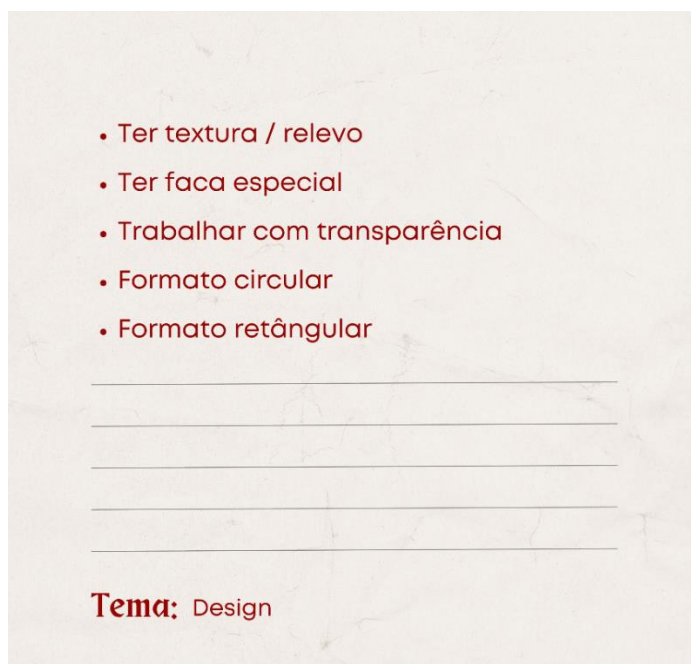 • Ter textura / relevo
• Ter faca especial
• Trabalhar com transparência
• Formato circular
• Formato retângular
Tema: Design